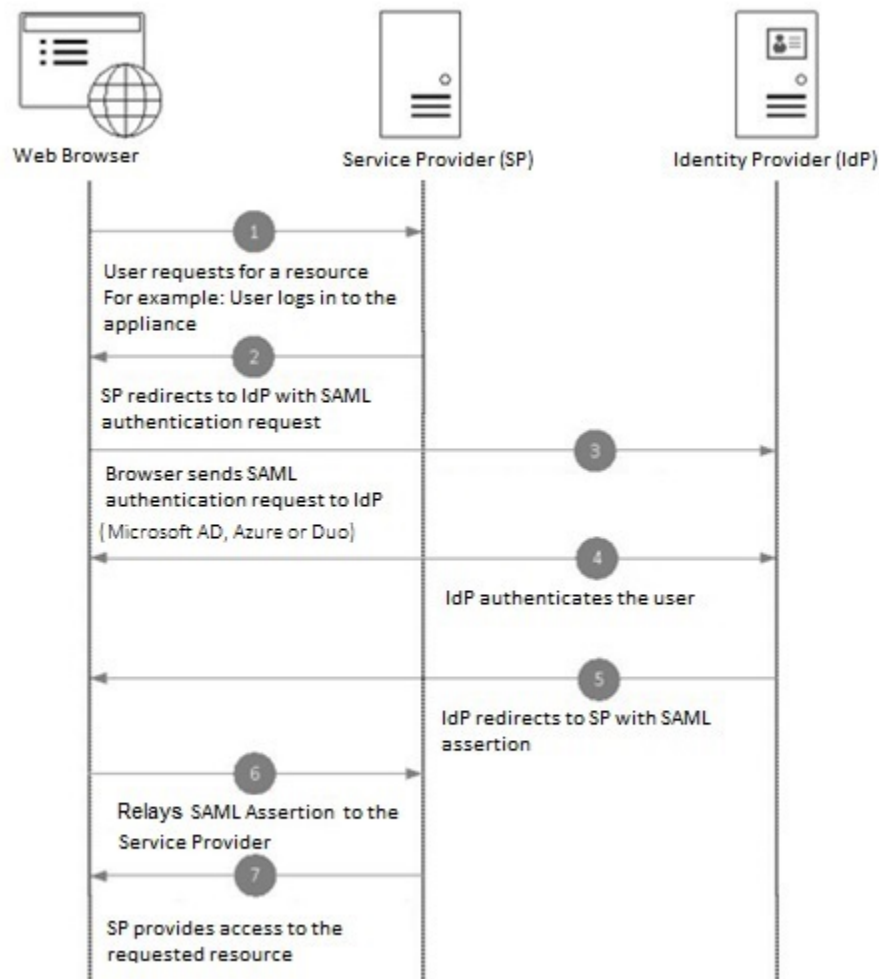 Web Browser
Service Provider (SP)
Identity Provider (IdP)
1
User requests for a resource
For example: User logs in to the
appliance
2
SP redirects to IdP with SAML
authentication request
3
Browser sends SAML
authentication request to IdP
(Microsoft AD, Azure or Duo)
4
IdP authenticates the user
5
IdP redirects to SP with SAML
assertion
6
Relays SAML Assertion to the
Service Provider
7
SP provides access to the
requested resource